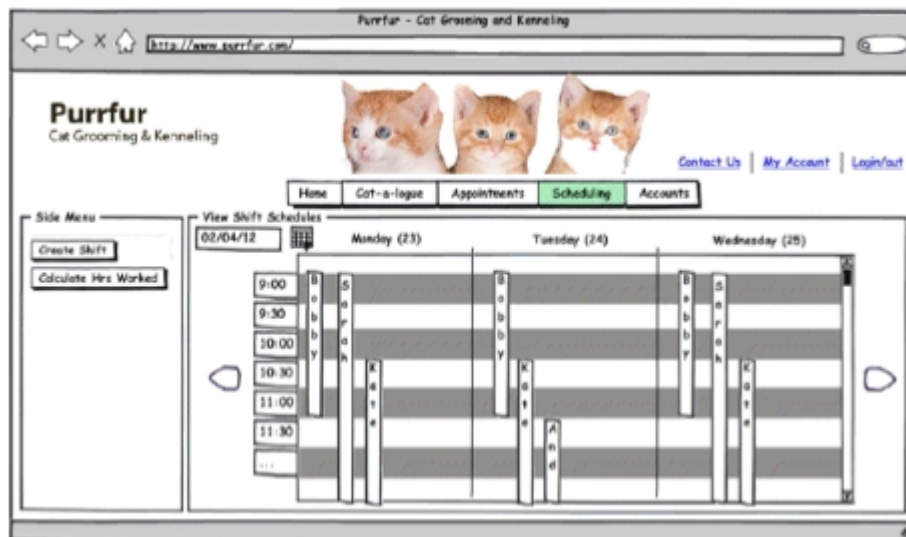 Purrfur - Cat Grooming and Kenneling
http://www.purrfur.com/
Purrfur
Cat Grooming & Kenneling
Contact Us | My Account | Login/out
Home Cat-a-logue Appointments Scheduling Accounts
Side Menu
Create Shift
Calculate Hrs Worked
View Shift Schedules
02/04/12 Monday (23) Tuesday (24) Wednesday (25)
9:00
9:30
10:00
10:30
11:00
11:30
...
Bobby
Sarah
Kate
Bobby
Kate
And
Bobby
Sarah
Kate